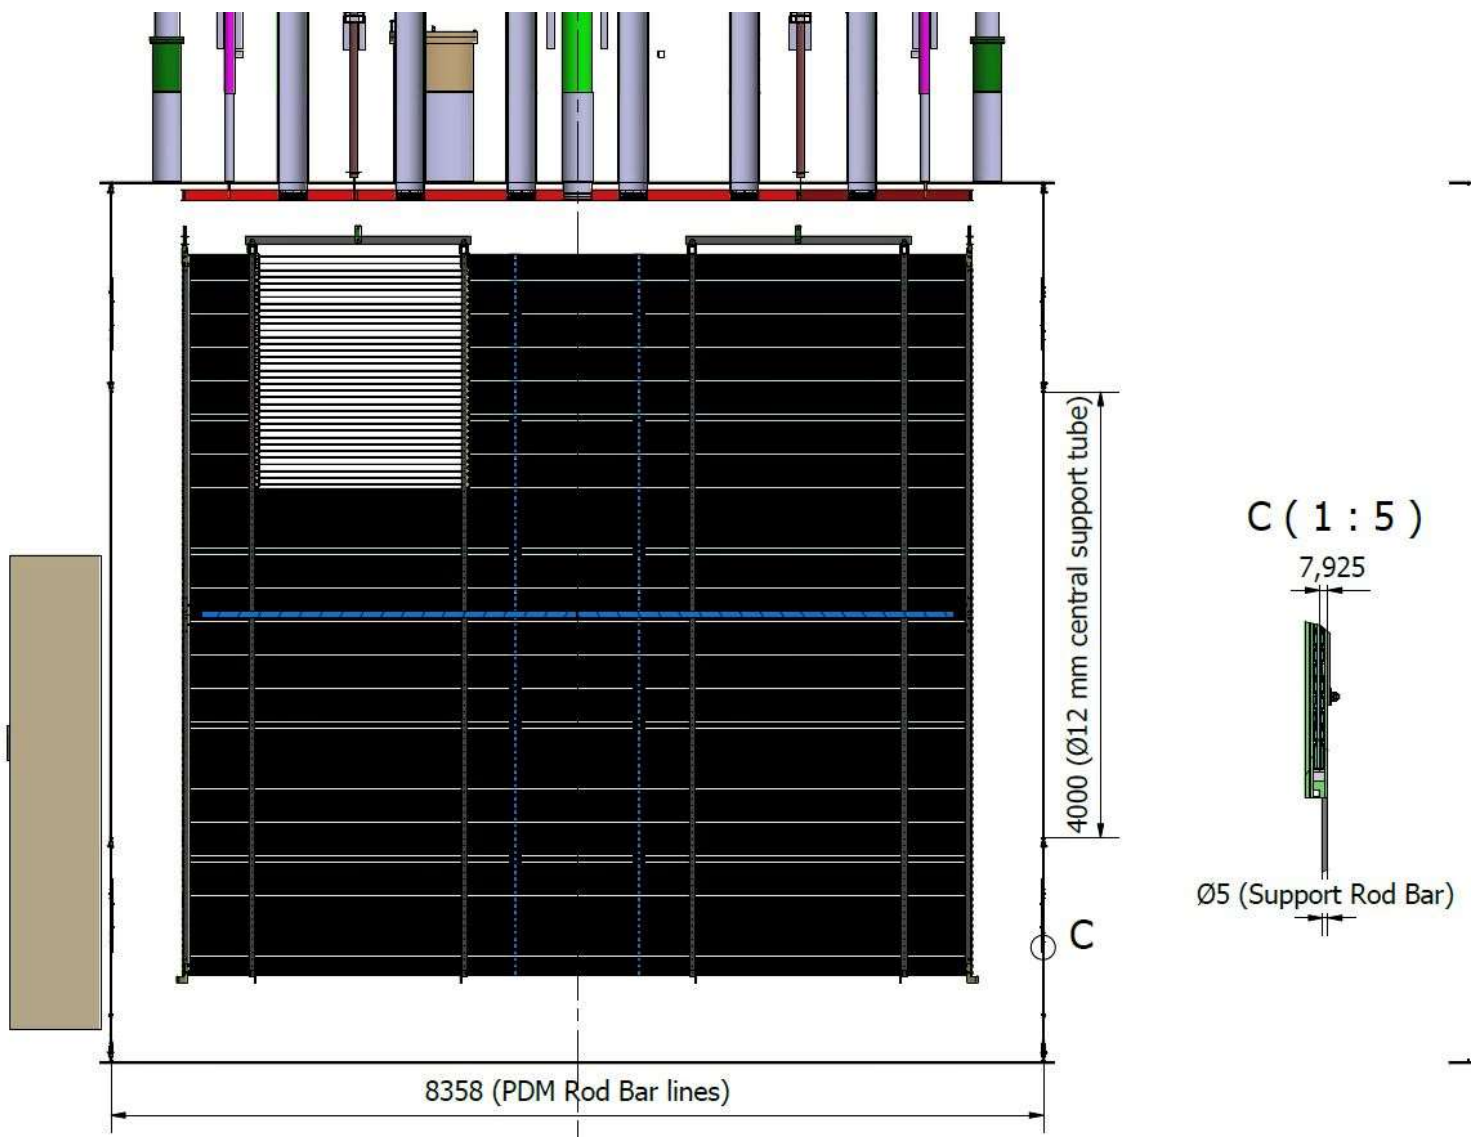 4000 (Ø12 mm central support tube)
C ( 1 : 5 )
7,925
Ø5 (Support Rod Bar)
C
8358 (PDM Rod Bar lines)